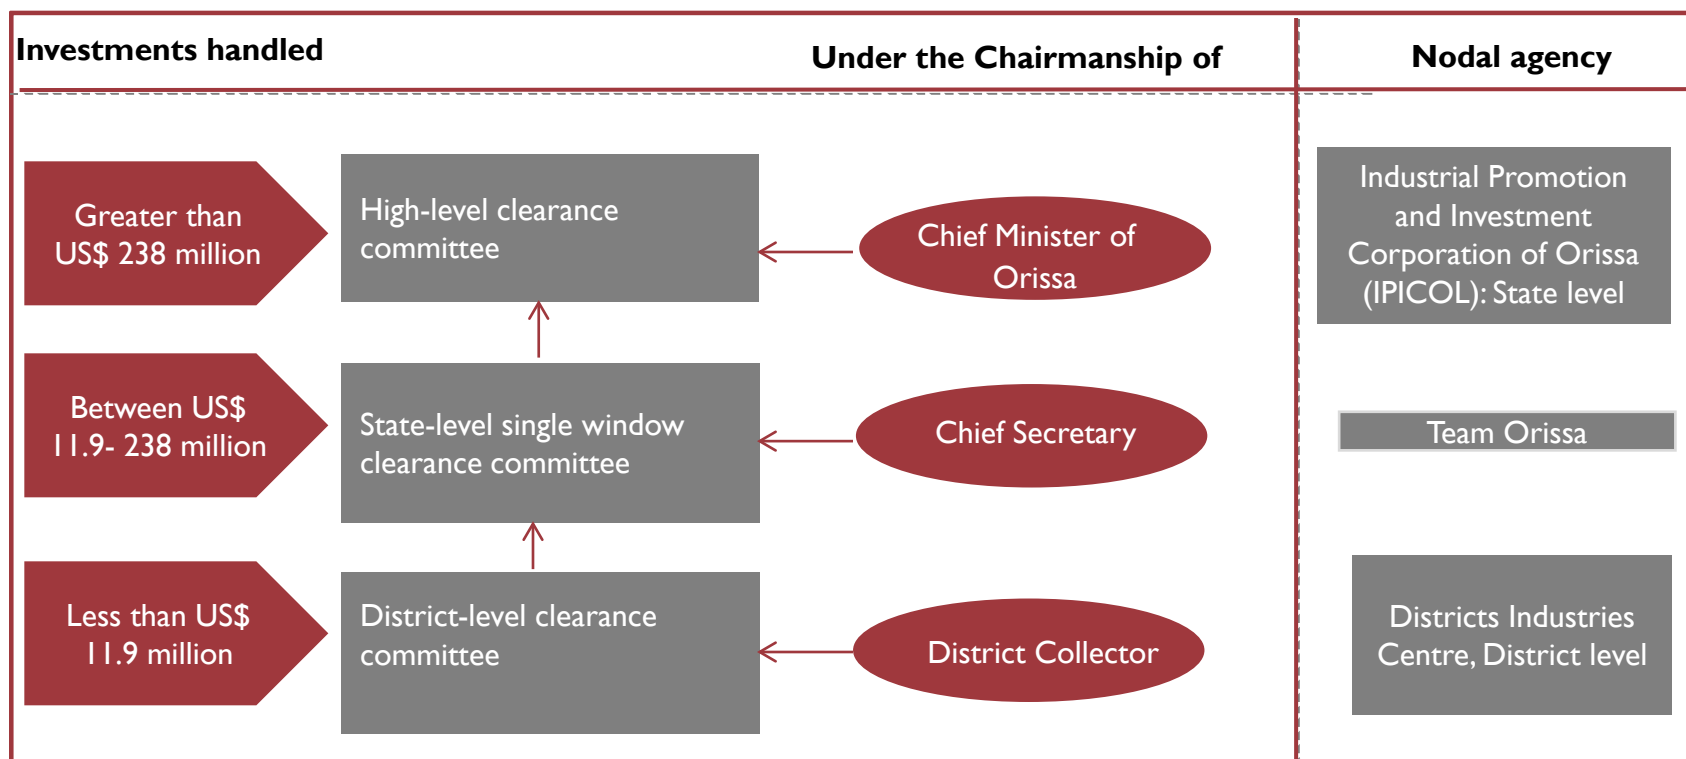 Investments handled
Under the Chairmanship of
Nodal agency
Greater than
US$ 238 million
High-level clearance
committee
Chief Minister of
Orissa
Industrial Promotion
and Investment
Corporation of Orissa
(IPICOL): State level
Between US$
11.9- 238 million
State-level single window
clearance committee
Chief Secretary
Team Orissa
Less than US$
11.9 million
District-level clearance
committee
District Collector
Districts Industries
Centre, District level